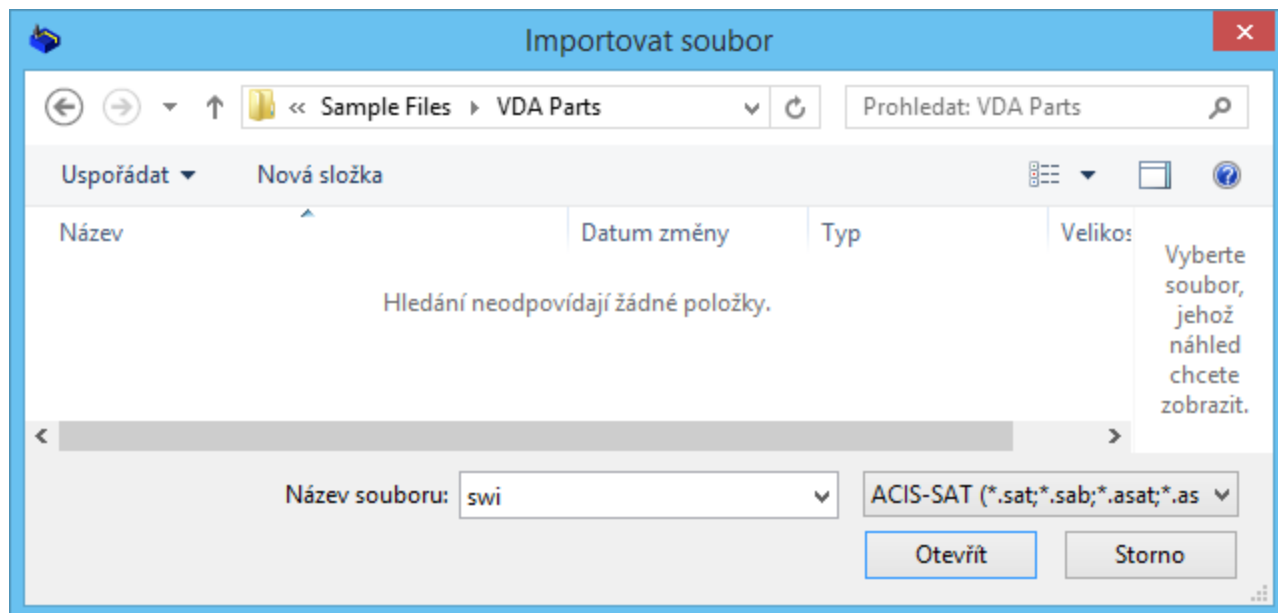 Importovat soubor
« Sample Files VDA Parts
Prohledat: VDA Parts
Uspořádat
Nová složka
Název
Datum změny
Typ
Velikos
Hledání neodpovídají žádné položky.
Vyberte
soubor,
jehož
náhled
chcete
zobrazit.
Název souboru:
swi
ACIS-SAT (*.sat;*.sab;*.asat;*.as
Otevřít
Storno